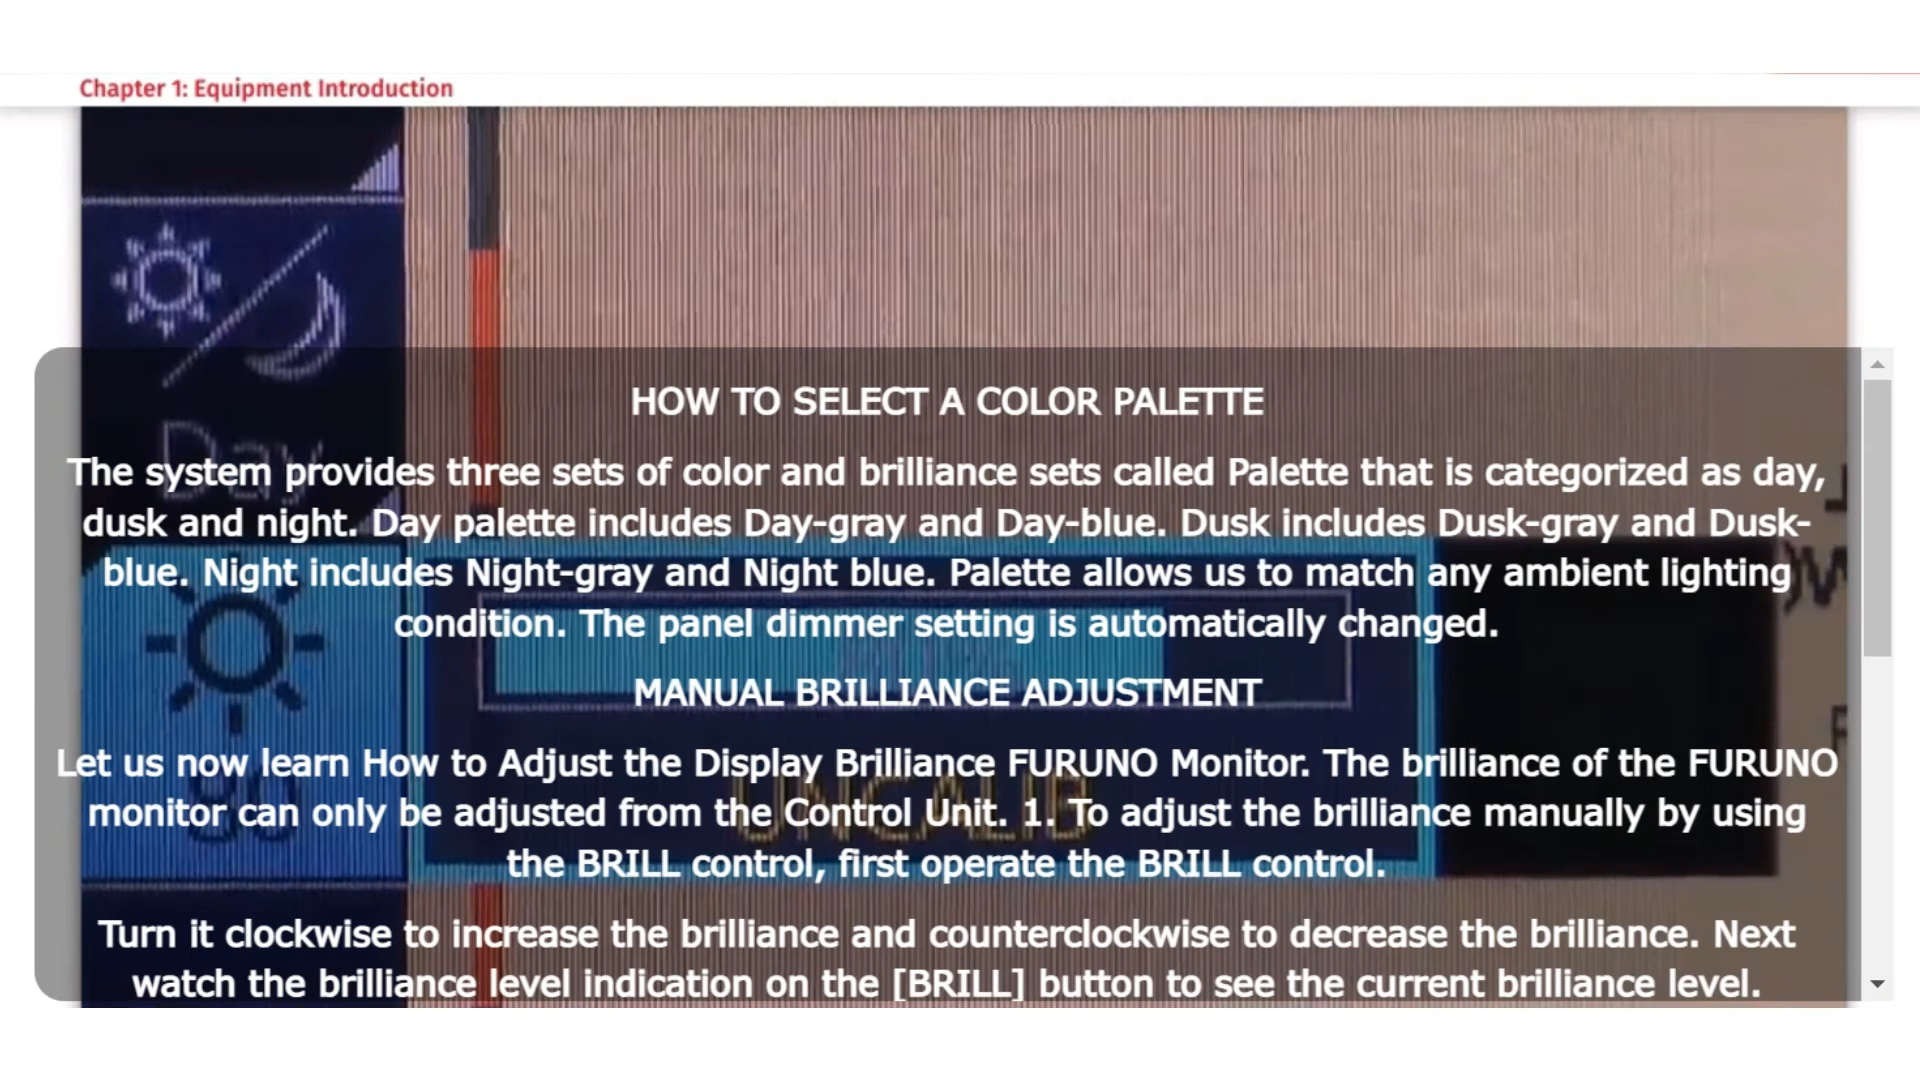 Chapter 1: Equipment Introduction
Day
HOW TO SELECT A COLOR PALETTE
The system provides three sets of color and brilliance sets called Palette that is categorized as day,
dusk and night. Day palette includes Day-gray and Day-blue. Dusk includes Dusk-gray and Dusk-
blue. Night includes Night-gray and Night blue. Palette allows us to match any ambient lighting
condition. The panel dimmer setting is automatically changed.
MANUAL BRILLIANCE ADJUSTMENT
Let us now learn How to Adjust the Display Brilliance FURUNO Monitor. The brilliance of the FURUNO
monitor can only be adjusted from the Control Unit. 1. To adjust the brilliance manually by using
the BRILL control, first operate the BRILL control.
UNCALIB
Turn it clockwise to increase the brilliance and counterclockwise to decrease the brilliance. Next
watch the brilliance level indication on the [BRILL] button to see the current brilliance level.